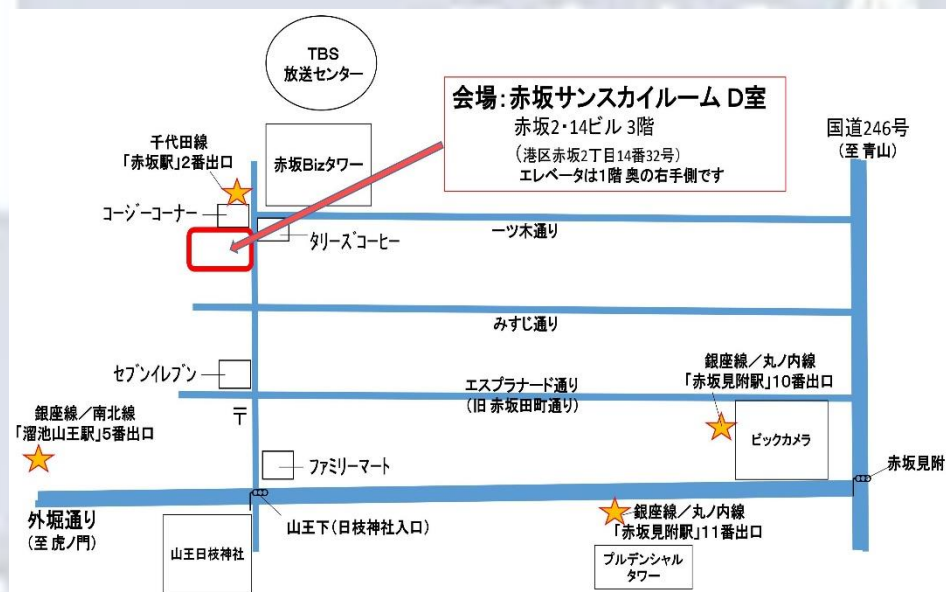 TBS
放送センター
会場:赤坂サンスカイルーム D室
赤坂2・14ビル 3階
(港区赤坂2丁目14番32号)
エレベータは1階 奥の右手側です
国道246号
(至 青山)
千代田線
「赤坂駅」2番出口
赤坂Bizタワー
コージーコーナー
タリーズコーヒー
一ツ木通り
みすじ通り
セブンイレブン
エスプラナード通り
(旧 赤坂田町通り)
銀座線/丸ノ内線
「赤坂見附駅」10番出口
〒
銀座線/南北線
「溜池山王駅」5番出口
ビックカメラ
ファミリーマート
赤坂見附
外堀通り
(至 虎ノ門)
山王下(日枝神社入口)
銀座線/丸ノ内線
「赤坂見附駅」11番出口
山王日枝神社
プルデンシャル
タワー